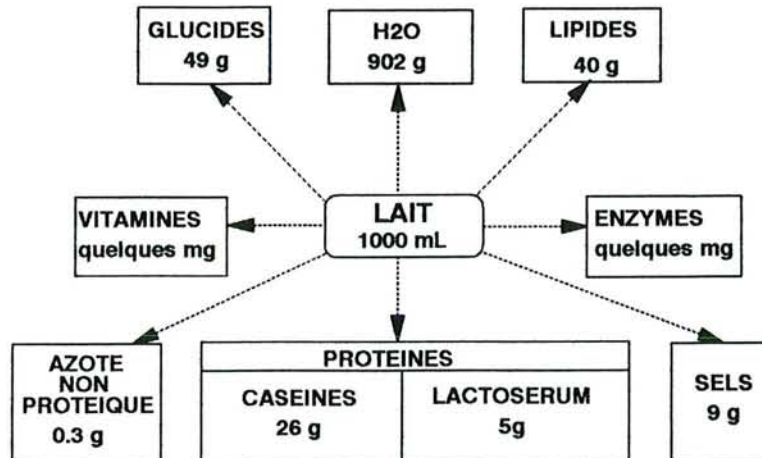 GLUCIDES
49 g
H2O
902 g
LIPIDES
40 g
VITAMINES
quelques mg
LAIT
1000 mL
ENZYMES
quelques mg
AZOTE
NON
PROTEIQUE
0.3 g
PROTEINES
CASEINES
26 g
LACTOSERUM
5g
SELS
9 g